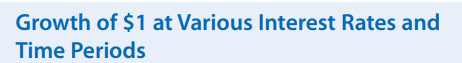 Growth of $1 at Various Interest Rates and
Time Periods